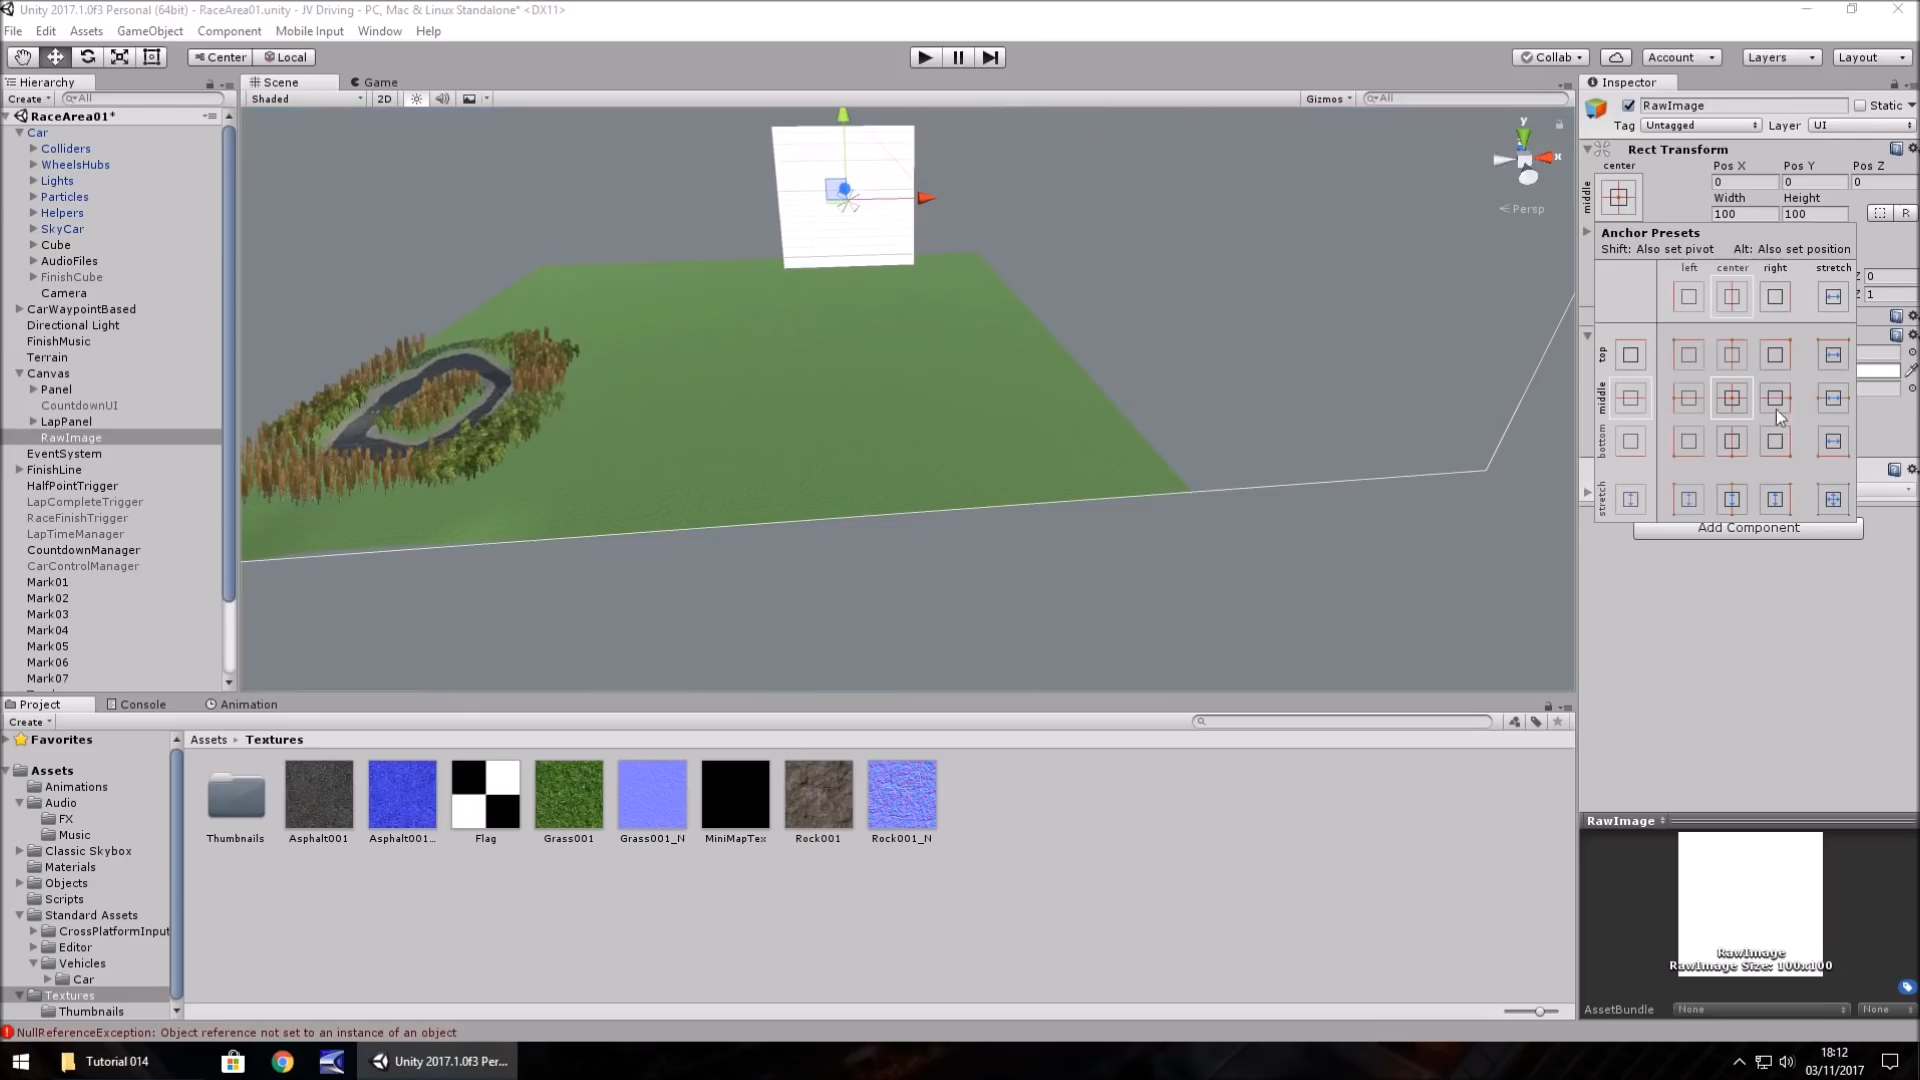 Unity 2017.1.0f3 Personal (64bit) - RaceArea01.unity - JV Driving - PC, Mac & Linux Standalone* <DX11>
File Edit Assets GameObject Component Mobile Input Window Help
Center Local
Collab Account Layers Layout
Hierarchy
Create All
RaceArea01*
Car
Colliders
WheelsHubs
Lights
Particles
Helpers
SkyCar
Cube
AudioFiles
FinishCube
Camera
CarWaypointBased
Directional Light
FinishMusic
Terrain
Canvas
Panel
CountdownUI
LapPanel
RawImage
EventSystem
FinishLine
HalfPointTrigger
LapCompleteTrigger
RaceFinishTrigger
LapTimeManager
CountdownManager
CarControlManager
Mark01
Mark02
Mark03
Mark04
Mark05
Mark06
Mark07
Scene Game
Shaded 2D Gizmos All
y
x
Persp
Inspector
RawImage Static
Tag Untagged Layer UI
Rect Transform
center Pos X Pos Y Pos Z
middle 0 0 0
Width Height
100 100 R
Anchor Presets
Shift: Also set pivot Alt: Also set position
left center right stretch
Z 0
Z 1
top
middle
bottom
stretch
Add Component
Project Console Animation
Create
Favorites
Assets
Animations
Audio
FX
Music
Classic Skybox
Materials
Objects
Scripts
Standard Assets
CrossPlatformInput
Editor
Vehicles
Car
Textures
Thumbnails
Assets Textures
Thumbnails Asphalt001 Asphalt001... Flag Grass001 Grass001_N MiniMapTex Rock001 Rock001_N
RawImage
RawImage
RawImage Size: 100x100
AssetBundle None None
NullReferenceException: Object reference not set to an instance of an object
Tutorial 014
Unity 2017.1.0f3 Per...
18:12
03/11/2017